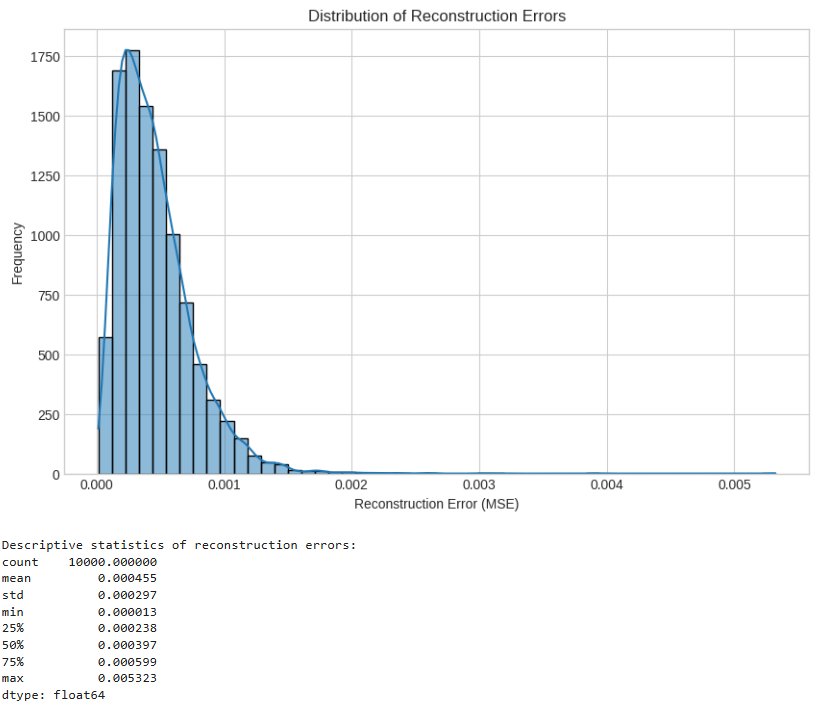 Distribution of Reconstruction Errors
1750
1500
1250
1000
750
500
250
0
Frequency
0.000 0.001 0.002 0.003 0.004 0.005
Reconstruction Error (MSE)
Descriptive statistics of reconstruction errors:
count 10000.000000
mean 0.000455
std 0.000297
min 0.000013
25% 0.000238
50% 0.000397
75% 0.000599
max 0.005323
dtype: float64